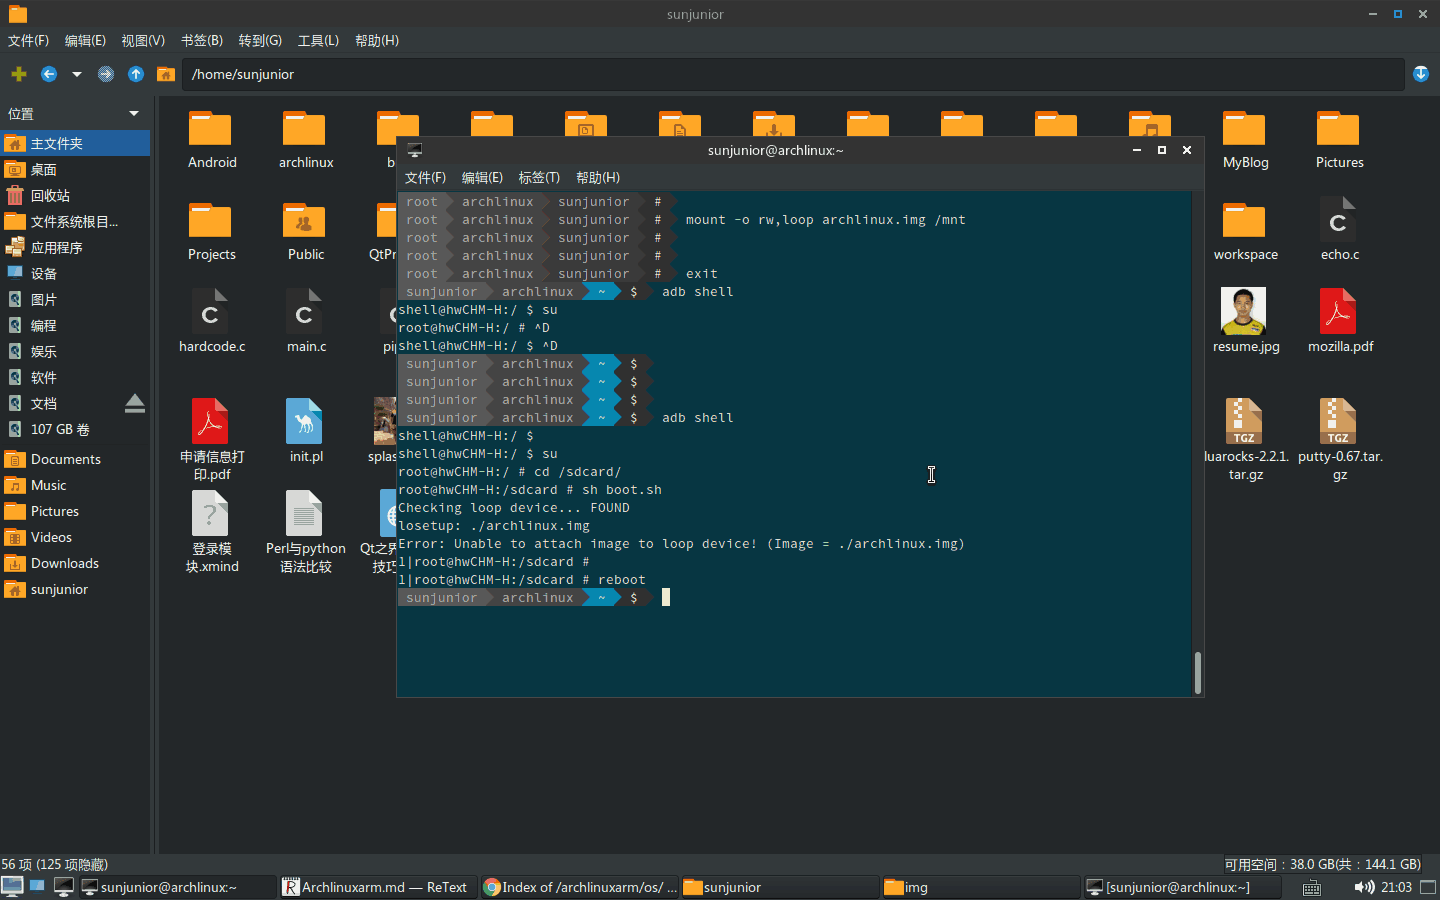 sunjunior
文件(F) 编辑(E) 视图(V) 书签(B) 转到(G) 工具(L) 帮助(H)
/home/sunjunior
位置
主文件夹
桌面
回收站
文件系统根目...
应用程序
设备
图片
编程
娱乐
软件
文档
107 GB 卷
Documents
Music
Pictures
Videos
Downloads
sunjunior
Android archlinux MyBlog Pictures
Projects Public workspace echo.c
hardcode.c main.c resume.jpg mozilla.pdf
申请信息打
印.pdf
init.pl
luarocks-2.2.1.
tar.gz
putty-0.67.tar.
gz
TGZ TGZ
登录模
块.xmind
Perl与python
语法比较
sunjunior@archlinux:~
文件(F) 编辑(E) 标签(T) 帮助(H)
root archlinux sunjunior #
root archlinux sunjunior # mount -o rw,loop archlinux.img /mnt
root archlinux sunjunior #
root archlinux sunjunior #
root archlinux sunjunior # exit
sunjunior archlinux ~ $ adb shell
shell@hwCHM-H:/ $ su
root@hwCHM-H:/ # ^D
shell@hwCHM-H:/ $ ^D
sunjunior archlinux ~ $
sunjunior archlinux ~ $
sunjunior archlinux ~ $
sunjunior archlinux ~ $ adb shell
shell@hwCHM-H:/ $
shell@hwCHM-H:/ $ su
root@hwCHM-H:/ # cd /sdcard/
root@hwCHM-H:/sdcard # sh boot.sh
Checking loop device... FOUND
losetup: ./archlinux.img
Error: Unable to attach image to loop device! (Image = ./archlinux.img)
1|root@hwCHM-H:/sdcard #
1|root@hwCHM-H:/sdcard # reboot
sunjunior archlinux ~ $
56 项 (125 项隐藏)
可用空间：38.0 GB(共：144.1 GB)
sunjunior@archlinux:~
Archlinuxarm.md — ReText
Index of /archlinuxarm/os/ ...
sunjunior
img
[sunjunior@archlinux:~]
21:03